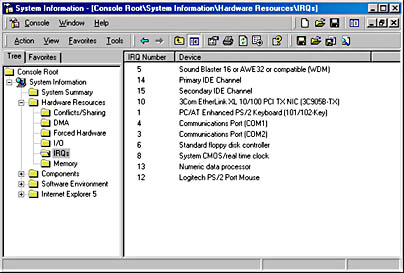 System Information - [Console Root\System Information\Hardware Resources\IRQs]
Console Window Help
Action View Favorites Tools
Tree Favorites
Console Root
System Information
System Summary
Hardware Resources
Conflicts/Sharing
DMA
Forced Hardware
I/O
IRQs
Memory
Components
Software Environment
Internet Explorer 5
IRQ Number Device
5 Sound Blaster 16 or AWE32 or compatible (WDM)
14 Primary IDE Channel
15 Secondary IDE Channel
10 3Com EtherLink XL 10/100 PCI TX NIC (3C905B-TX)
1 PC/AT Enhanced PS/2 Keyboard (101/102-Key)
4 Communications Port (COM1)
3 Communications Port (COM2)
6 Standard floppy disk controller
8 System CMOS/real time clock
13 Numeric data processor
12 Logitech PS/2 Port Mouse